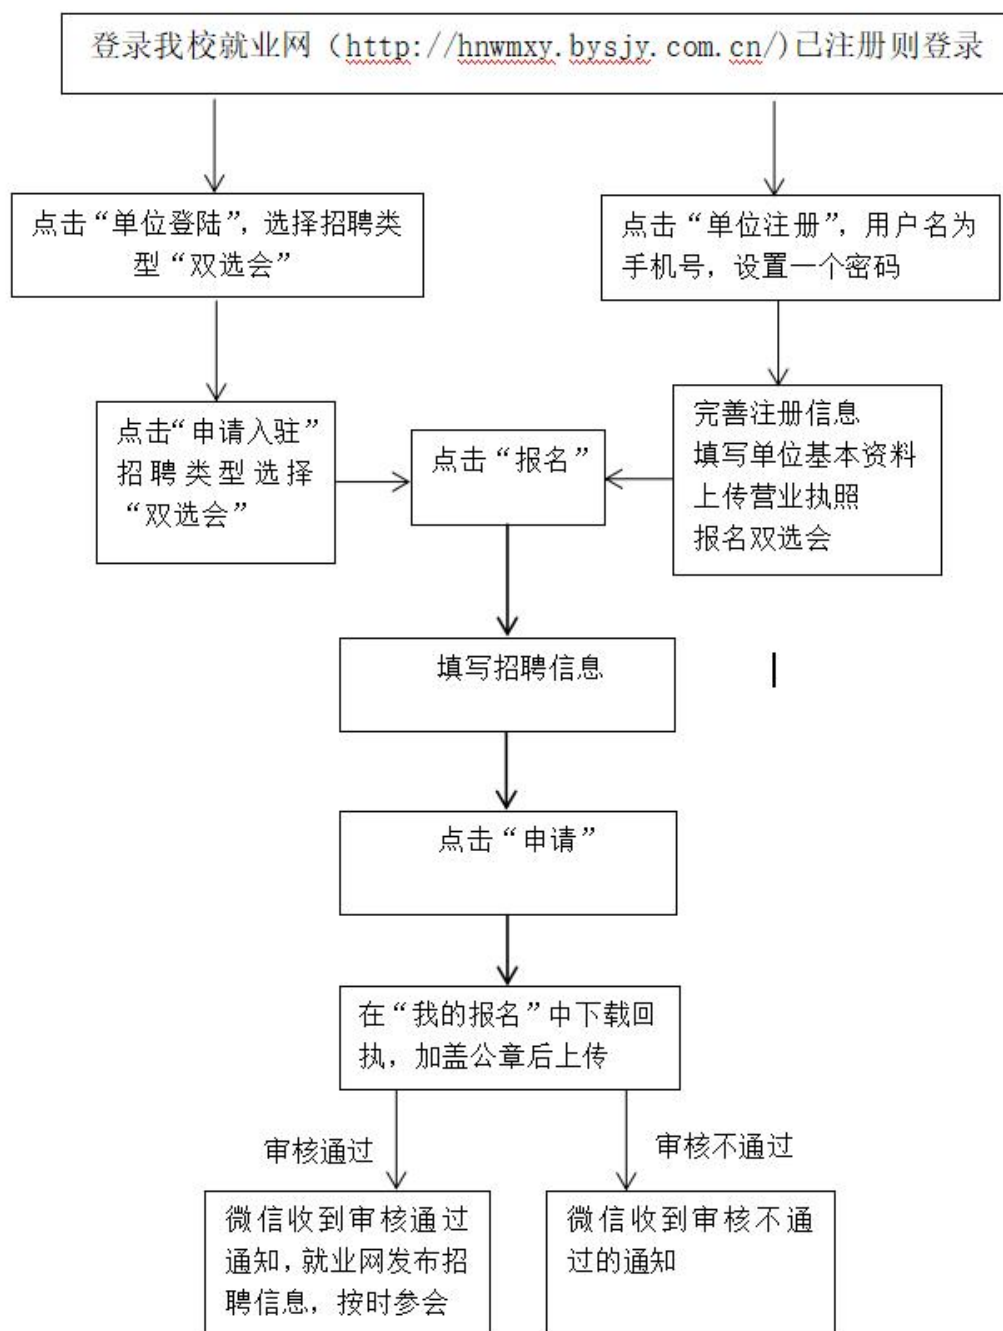 登录我校就业网（http://hnwmxy.bysjy.com.cn/)已注册则登录
点击“单位登陆”，选择招聘类
型“双选会”
点击“单位注册”，用户名为
手机号，设置一个密码
点击“申请入驻”
招聘类型选择
“双选会”
点击“报名”
完善注册信息
填写单位基本资料
上传营业执照
报名双选会
填写招聘信息
点击“申请”
在“我的报名”中下载回
执，加盖公章后上传
审核通过
审核不通过
微信收到审核通过
通知，就业网发布招
聘信息，按时参会
微信收到审核不通
过的通知